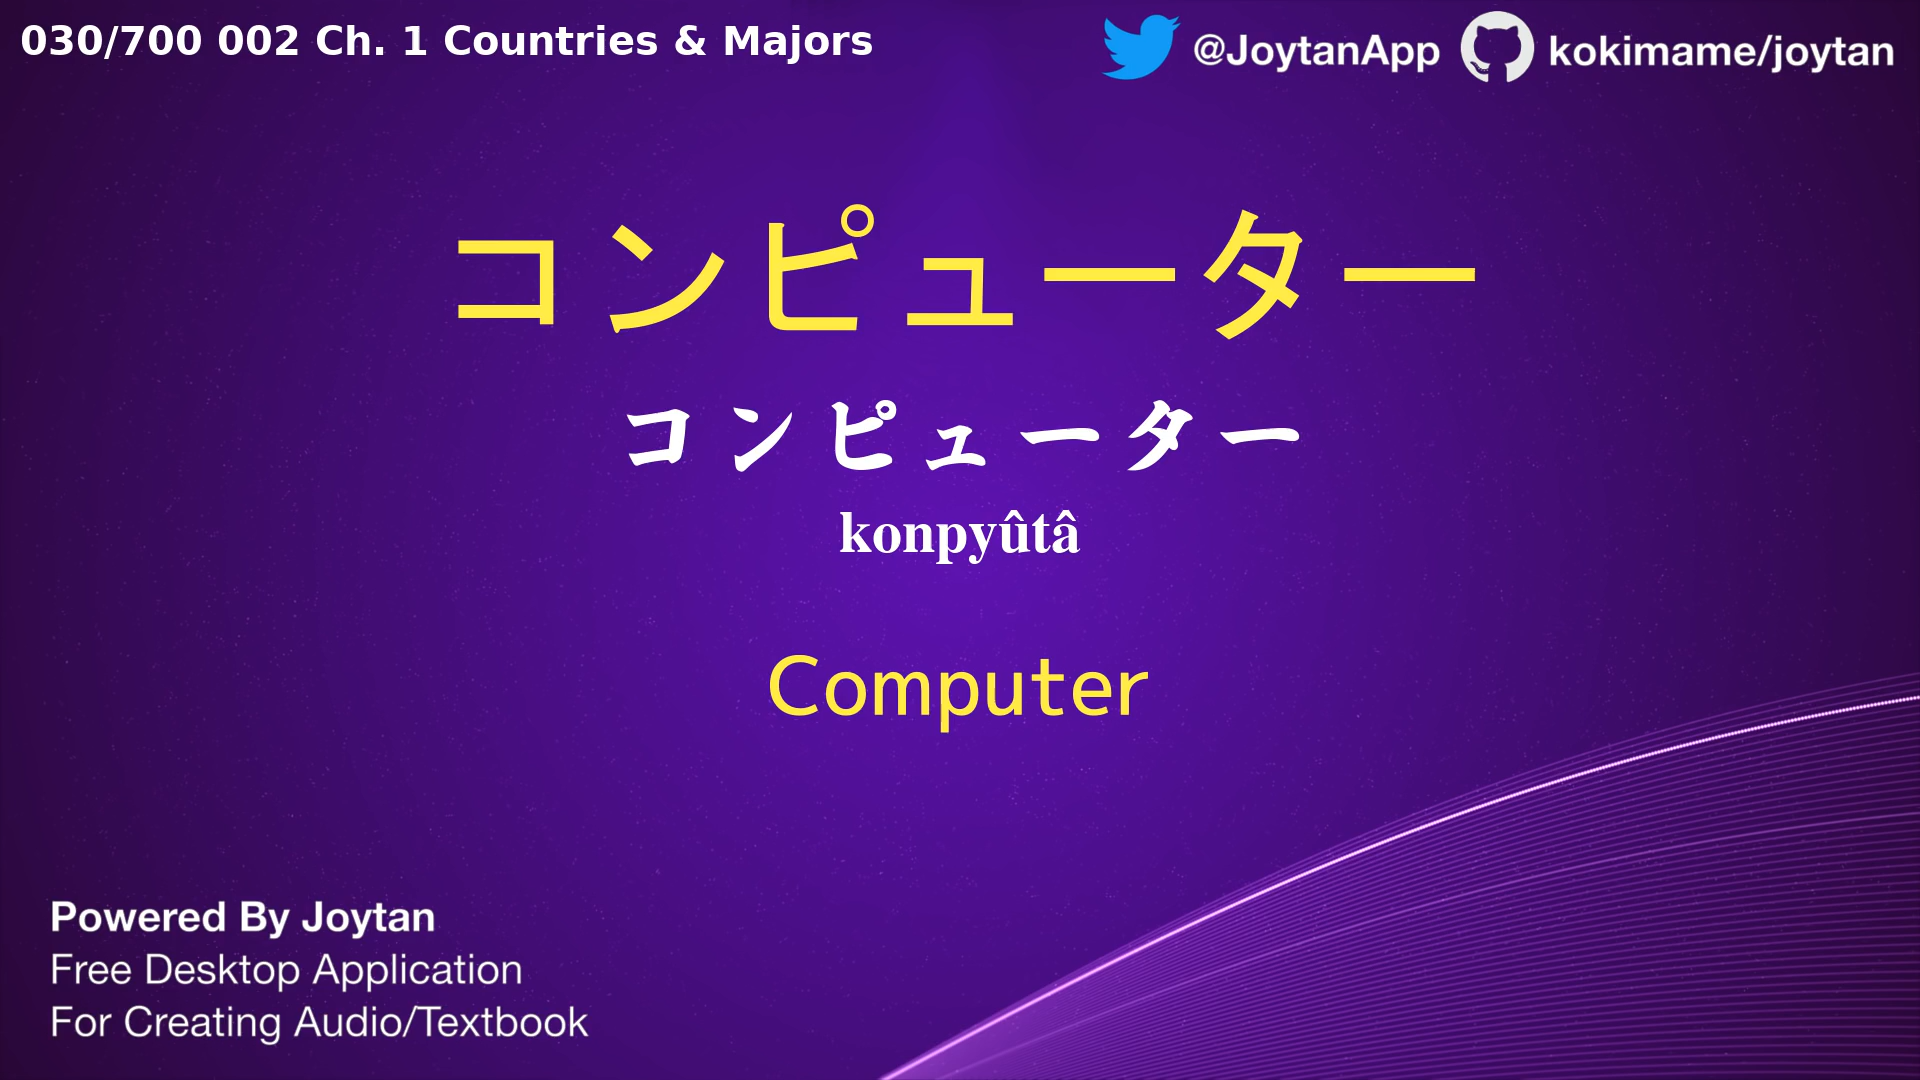 030/700 002 Ch. 1 Countries & Majors
@JoytanApp kokimame/joytan
コンピューター
コンピューター
konpyûtâ
Computer
Powered By Joytan
Free Desktop Application
For Creating Audio/Textbook